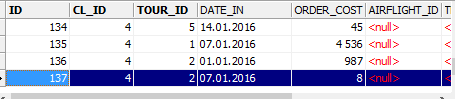 ID CL_ID TOUR_ID DATE_IN ORDER_COST AIRFLIGHT_ID T
134 4 5 14.01.2016 45 <null> <
135 4 1 07.01.2016 4 536 <null> <
136 4 2 01.01.2016 987 <null> <
137 4 2 07.01.2016 8 <null> <